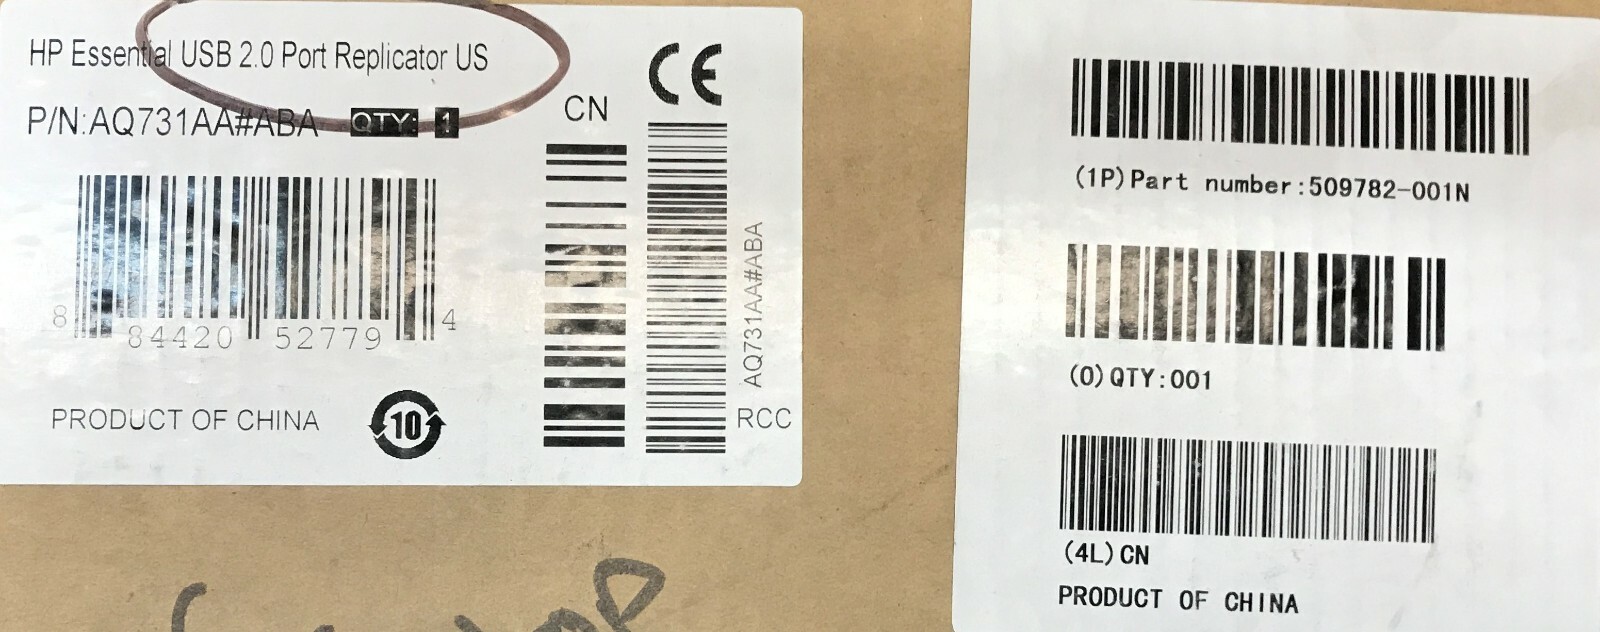 HP Essential USB 2.0 Port Replicator US
P/N:AQ731AA#ABA QTY: 1
8 84420 52779 4
PRODUCT OF CHINA
10
CN
CE
AQ731AA#ABA
RCC
(1P)Part number:509782-001N
(Q)QTY:001
(4L)CN
PRODUCT OF CHINA